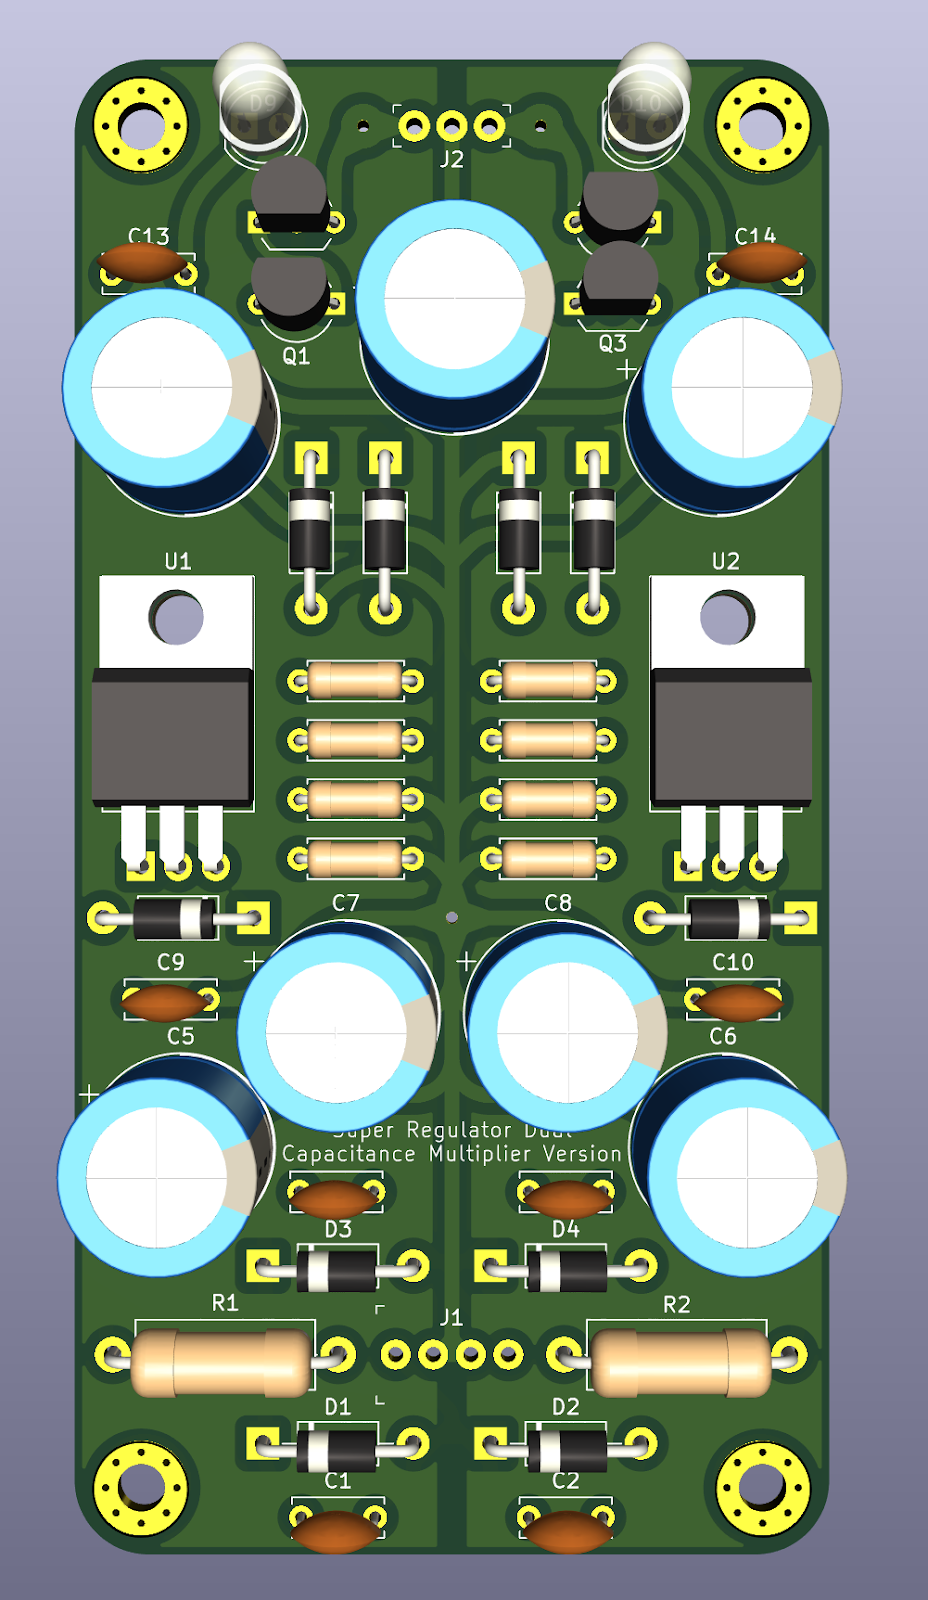 D9 D10
J2
C13 C14
Q1 Q3
+
U1 U2
C7 C8
C9 + + C10
C5 C6
+
Super Regulator Dual
Capacitance Multiplier Version
D3 D4
R1 J1 R2
D1 D2
C1 C2